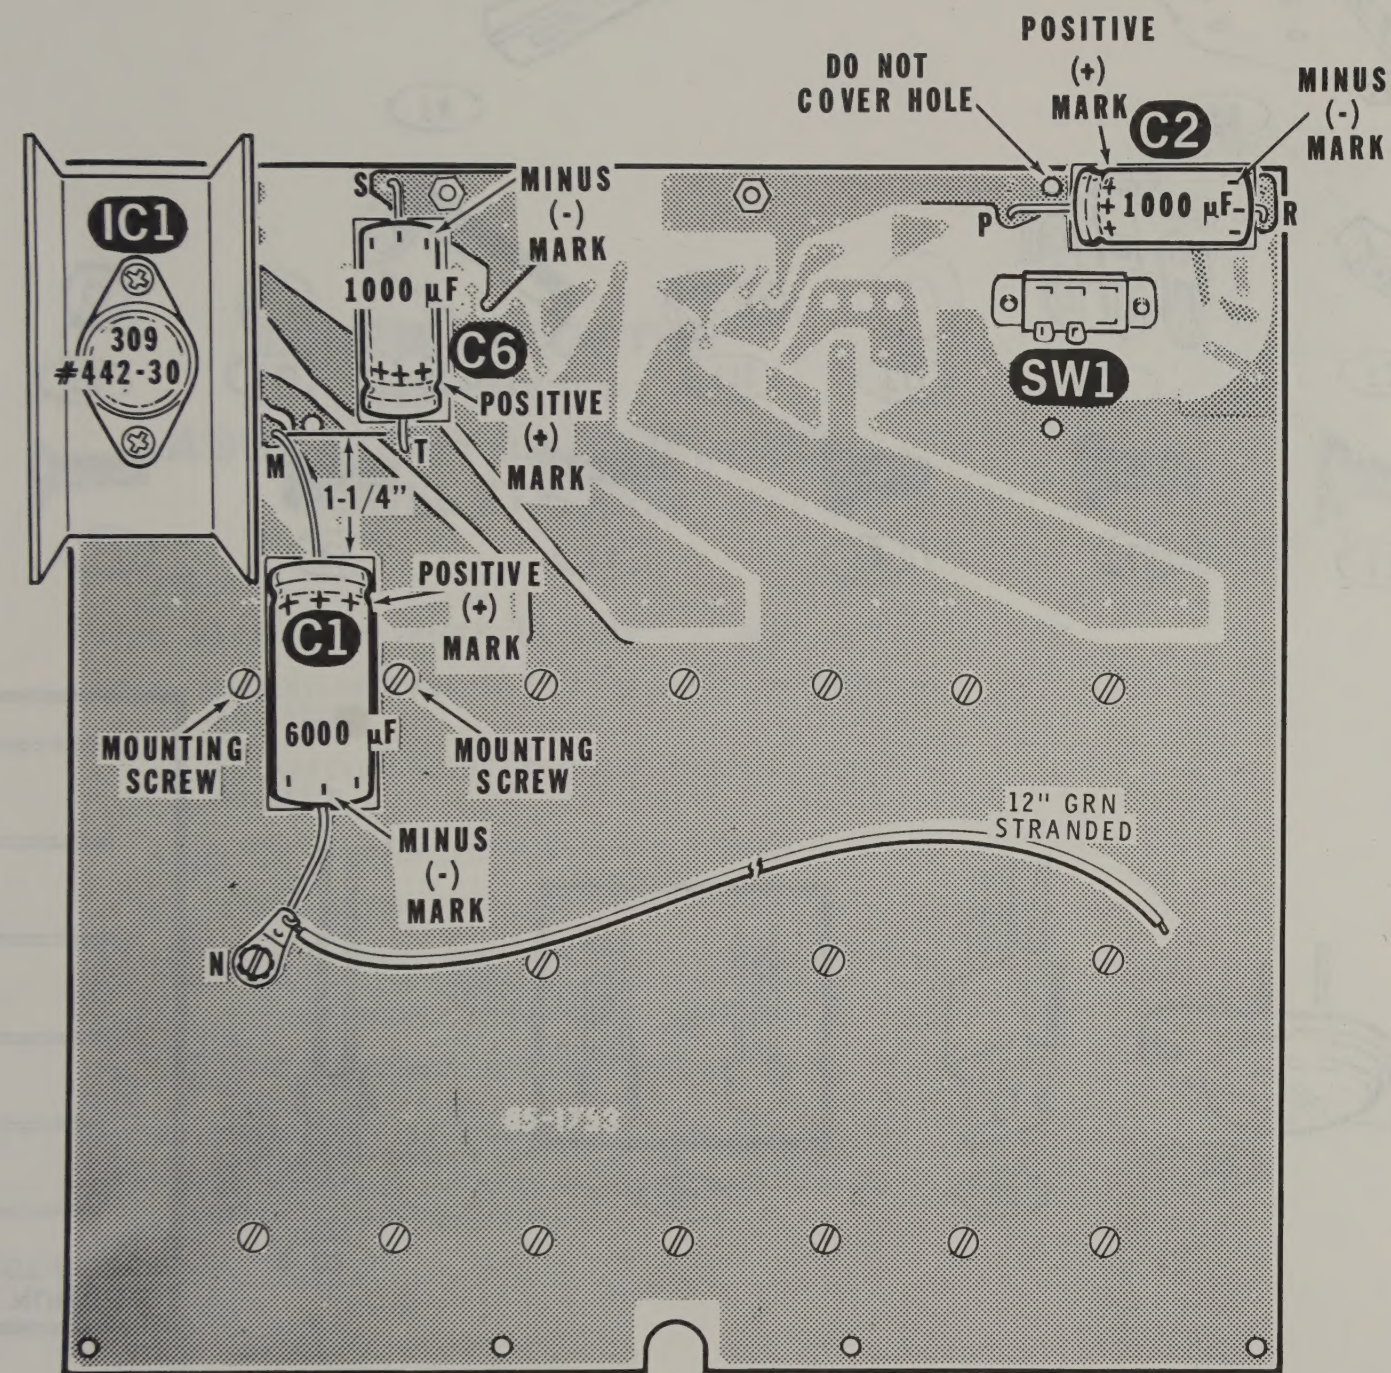 POSITIVE
(+)
MARK
DO NOT
COVER HOLE
MINUS
(-)
MARK
C2
+
+
+
1000 µF
-
-
-
P
R
IC1
309
#442-30
S
MINUS
(-)
MARK
1000 µF
+++
C6
POSITIVE
(+)
MARK
SW1
M
T
1-1/4"
POSITIVE
(+)
MARK
+ + +
C1
6000 µF
MOUNTING
SCREW
MOUNTING
SCREW
MINUS
(-)
MARK
12" GRN
STRANDED
N
85-1753